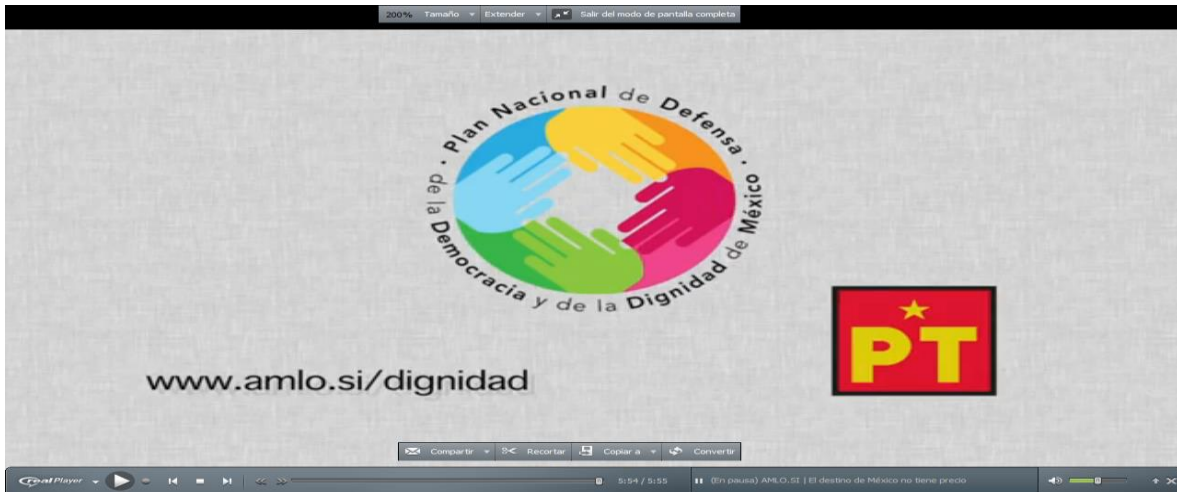 200% Tamaño Extender Salir del modo de pantalla completa
Plan Nacional de Defensa · de la Democracia y de la Dignidad de México ·
PT
www.amlo.si/dignidad
Compartir Recortar Copiar a Convertir
realPlayer 5:54 / 5:55 (En pausa) AMLO.SI | El destino de México no tiene precio